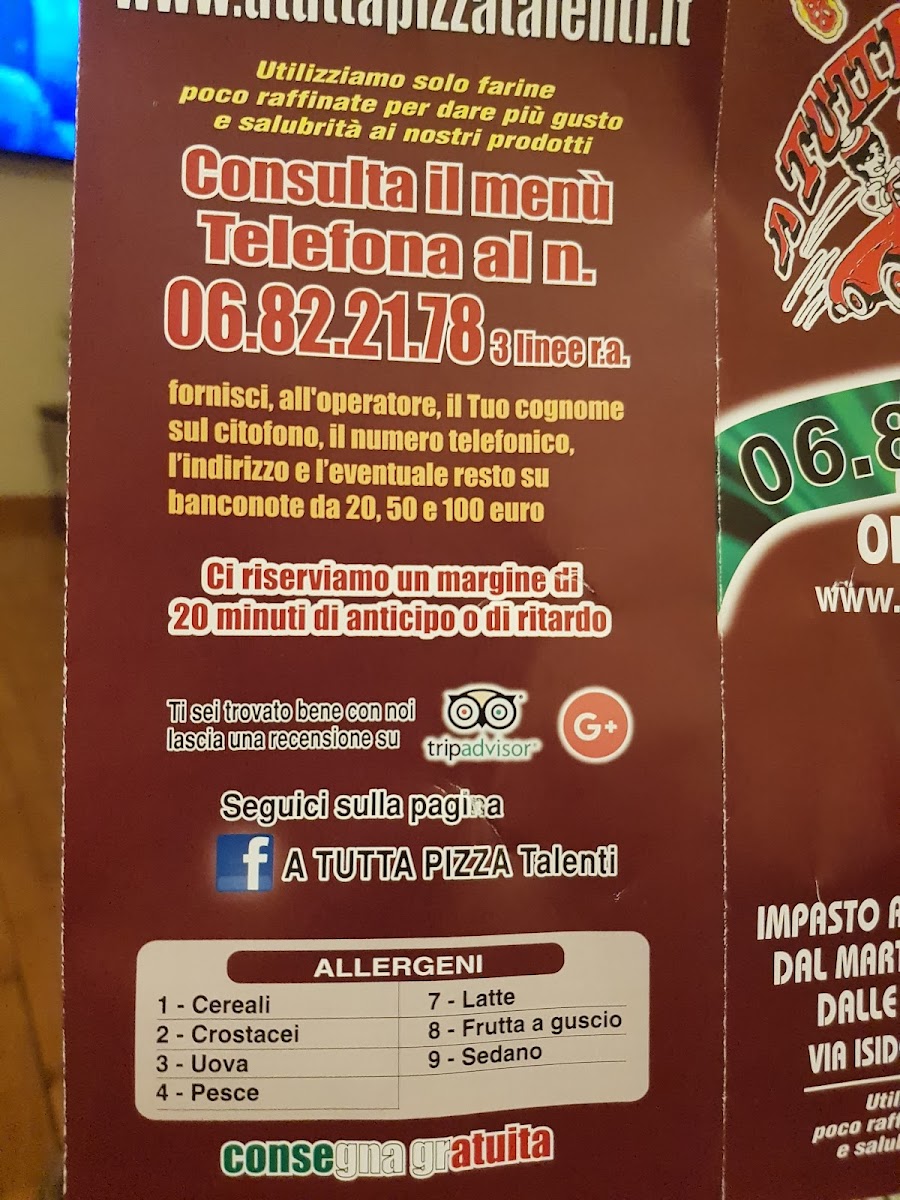 www.atuttapizzatalenti.it
Utilizziamo solo farine
poco raffinate per dare più gusto
e salubrità ai nostri prodotti
Consulta il menù
Telefona al n.
06.82.21.78 3 linee r.a.
fornisci, all'operatore, il Tuo cognome
sul citofono, il numero telefonico,
l'indirizzo e l'eventuale resto su
banconote da 20, 50 e 100 euro
Ci riserviamo un margine di
20 minuti di anticipo o di ritardo
Ti sei trovato bene con noi
lascia una recensione su
tripadvisor®
G+
Seguici sulla pagina
f A TUTTA PIZZA Talenti
ALLERGENI
1 - Cereali
2 - Crostacei
3 - Uova
4 - Pesce
7 - Latte
8 - Frutta a guscio
9 - Sedano
consegna gratuita
A TUTT
06.8
www.
IMPASTO A
DAL MART
DALLE
VIA ISID
Util
poco raff
e salu